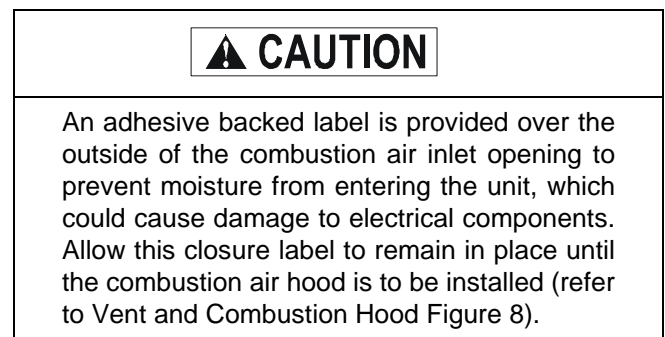 CAUTION
An adhesive backed label is provided over the
outside of the combustion air inlet opening to
prevent moisture from entering the unit, which
could cause damage to electrical components.
Allow this closure label to remain in place until
the combustion air hood is to be installed (refer
to Vent and Combustion Hood Figure 8).